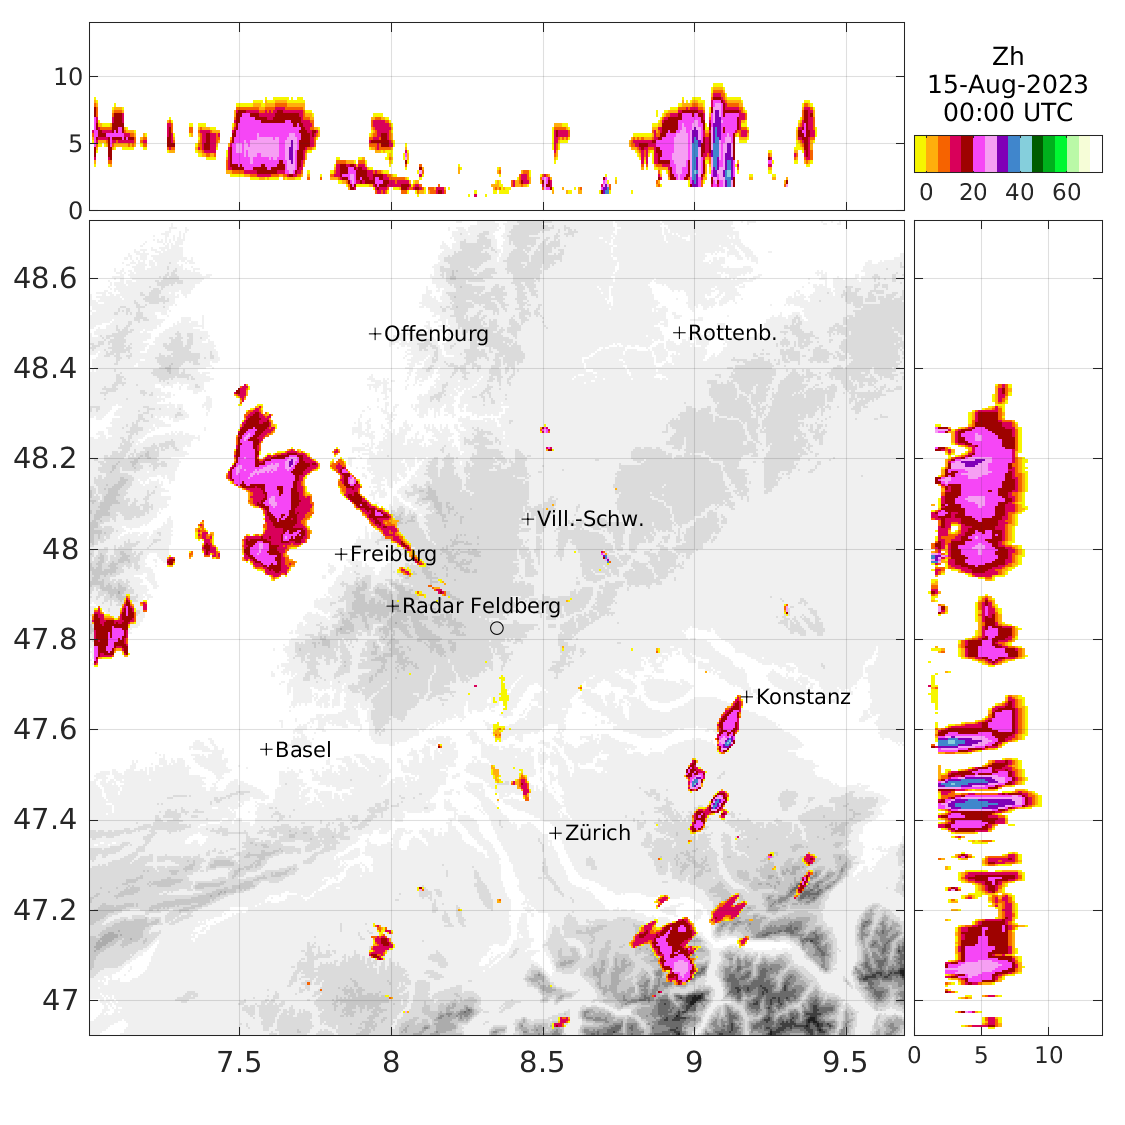 Zh
15-Aug-2023
00:00 UTC
0 20 40 60
10
5
0
48.6
48.4
48.2
48
47.8
47.6
47.4
47.2
47
Offenburg
Rottenb.
Vill.-Schw.
Freiburg
Radar Feldberg
Konstanz
Basel
Zürich
7.5 8 8.5 9 9.5
0 5 10